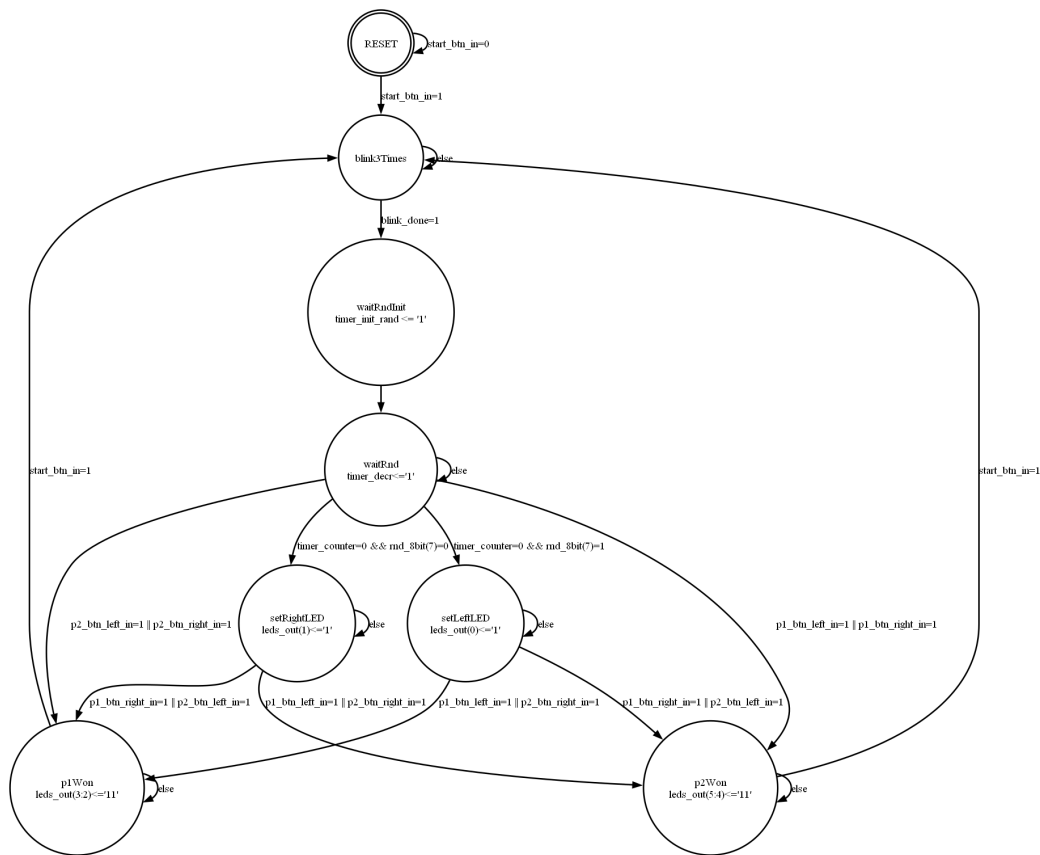 RESET
start_btn_in=0
start_btn_in=1
blink3Times
else
blink_done=1
waitRndInit
timer_init_rand <= '1'
waitRnd
timer_decr<='1'
else
start_btn_in=1
start_btn_in=1
timer_counter=0 && rnd_8bit(7)=0
timer_counter=0 && rnd_8bit(7)=1
p2_btn_left_in=1 || p2_btn_right_in=1
setRightLED
leds_out(1)<='1'
else
setLeftLED
leds_out(0)<='1'
else
p1_btn_left_in=1 || p1_btn_right_in=1
p1_btn_right_in=1 || p2_btn_left_in=1
p1_btn_left_in=1 || p2_btn_right_in=1
p1_btn_left_in=1 || p2_btn_right_in=1
p1_btn_right_in=1 || p2_btn_left_in=1
p1Won
leds_out(3:2)<='11'
else
p2Won
leds_out(5:4)<='11'
else